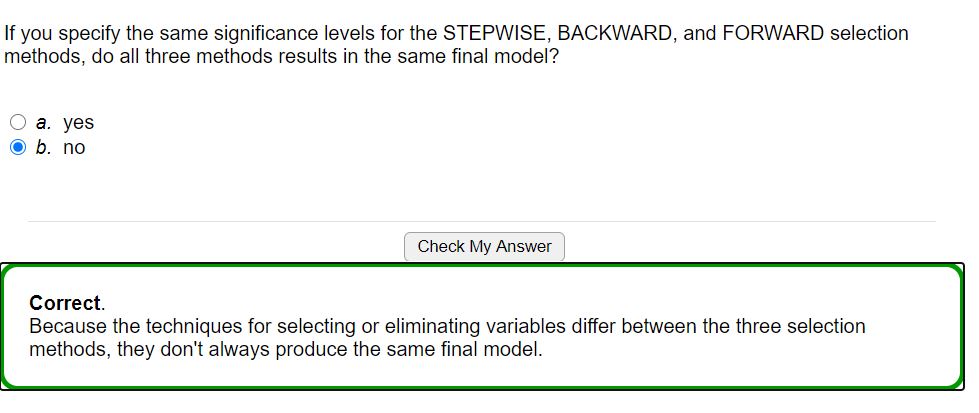 If you specify the same significance levels for the STEPWISE, BACKWARD, and FORWARD selection
methods, do all three methods results in the same final model?
a. yes
b. no
Check My Answer
Correct.
Because the techniques for selecting or eliminating variables differ between the three selection
methods, they don't always produce the same final model.